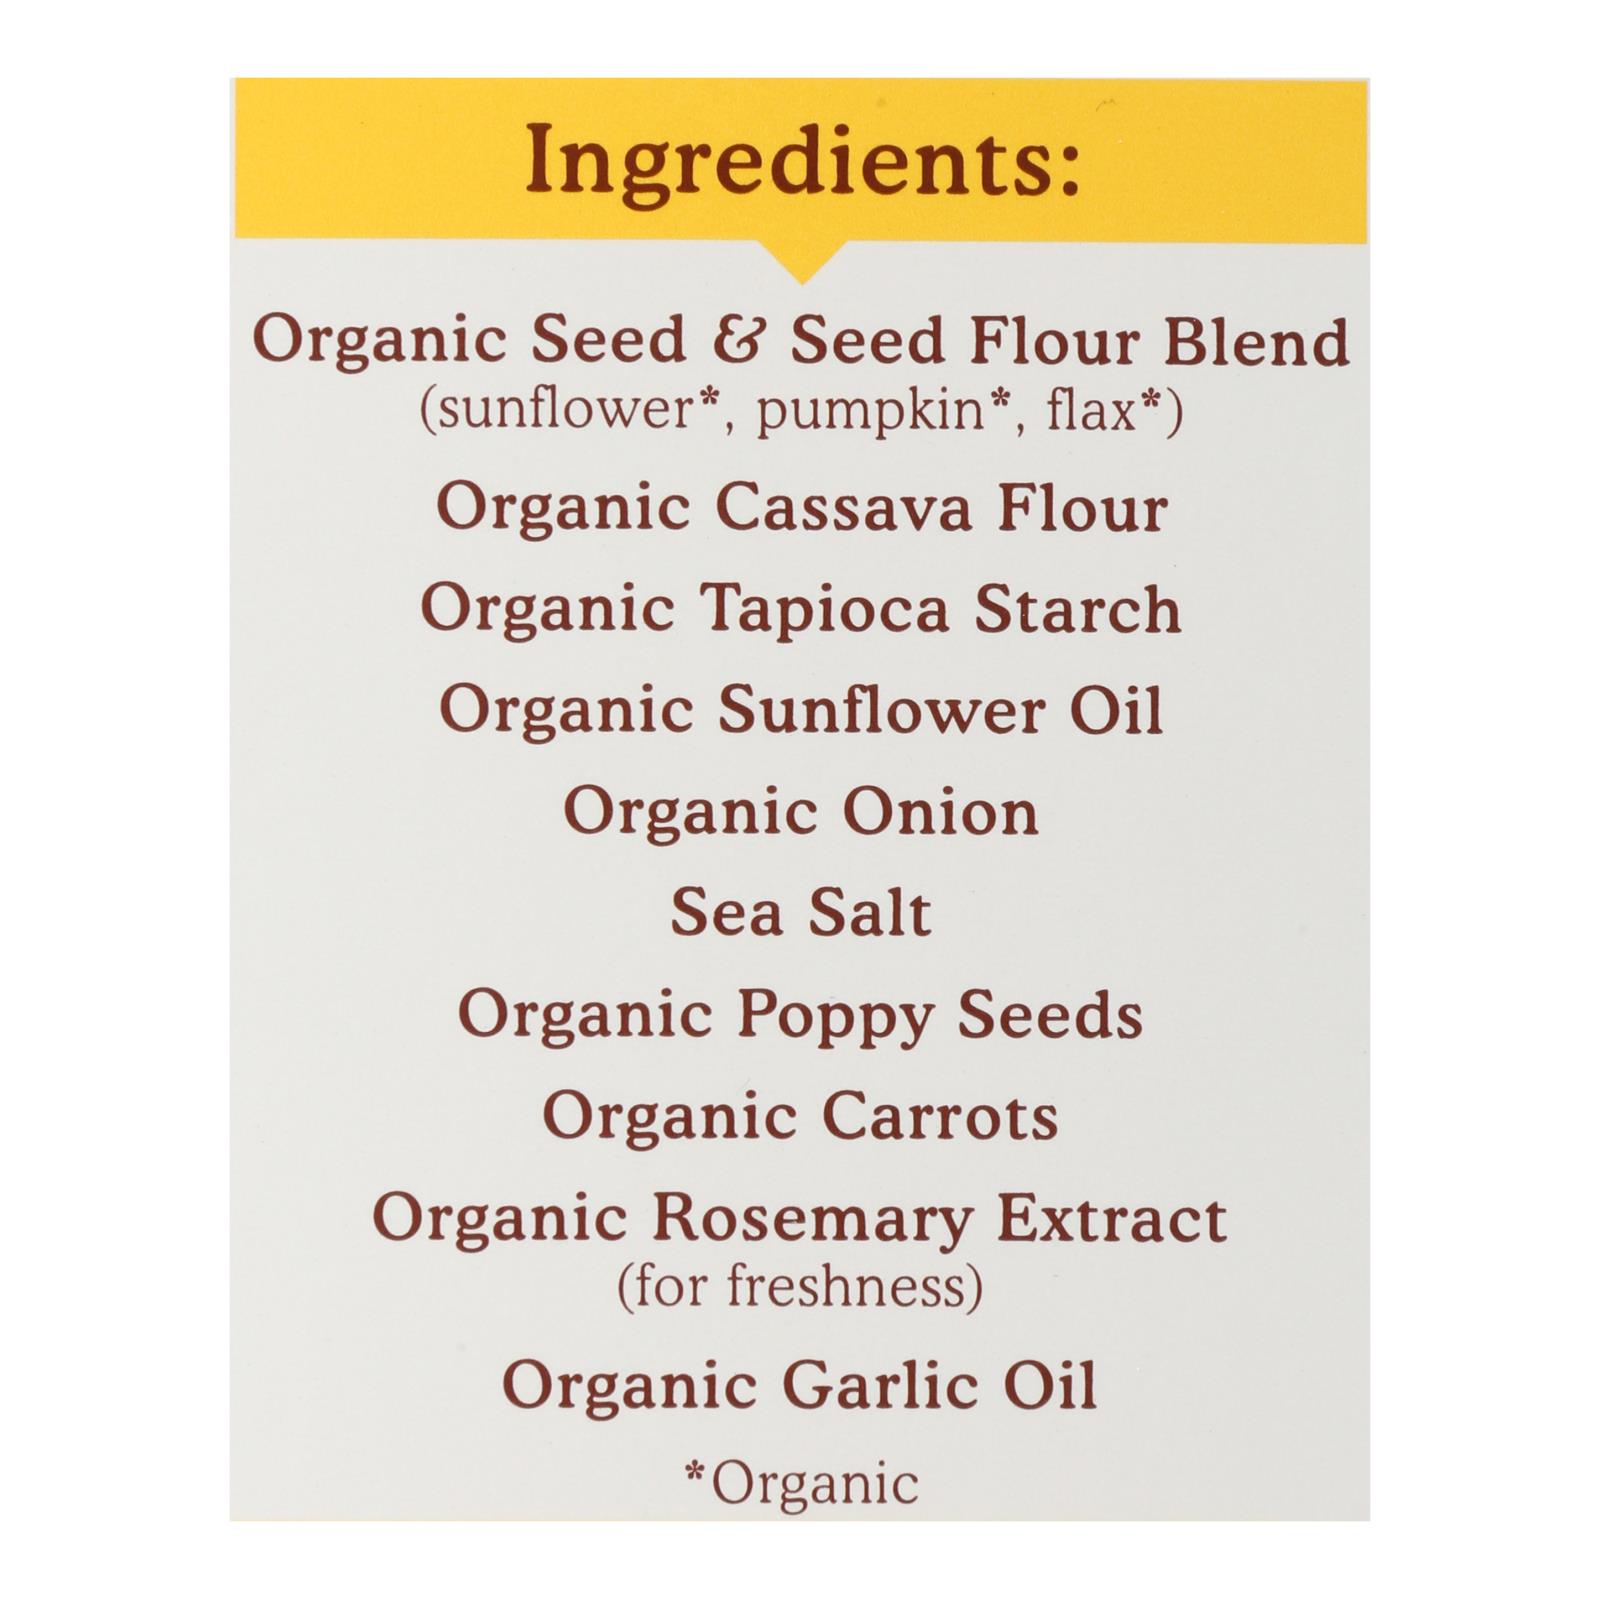 Ingredients:
Organic Seed & Seed Flour Blend
(sunflower*, pumpkin*, flax*)
Organic Cassava Flour
Organic Tapioca Starch
Organic Sunflower Oil
Organic Onion
Sea Salt
Organic Poppy Seeds
Organic Carrots
Organic Rosemary Extract
(for freshness)
Organic Garlic Oil
*Organic